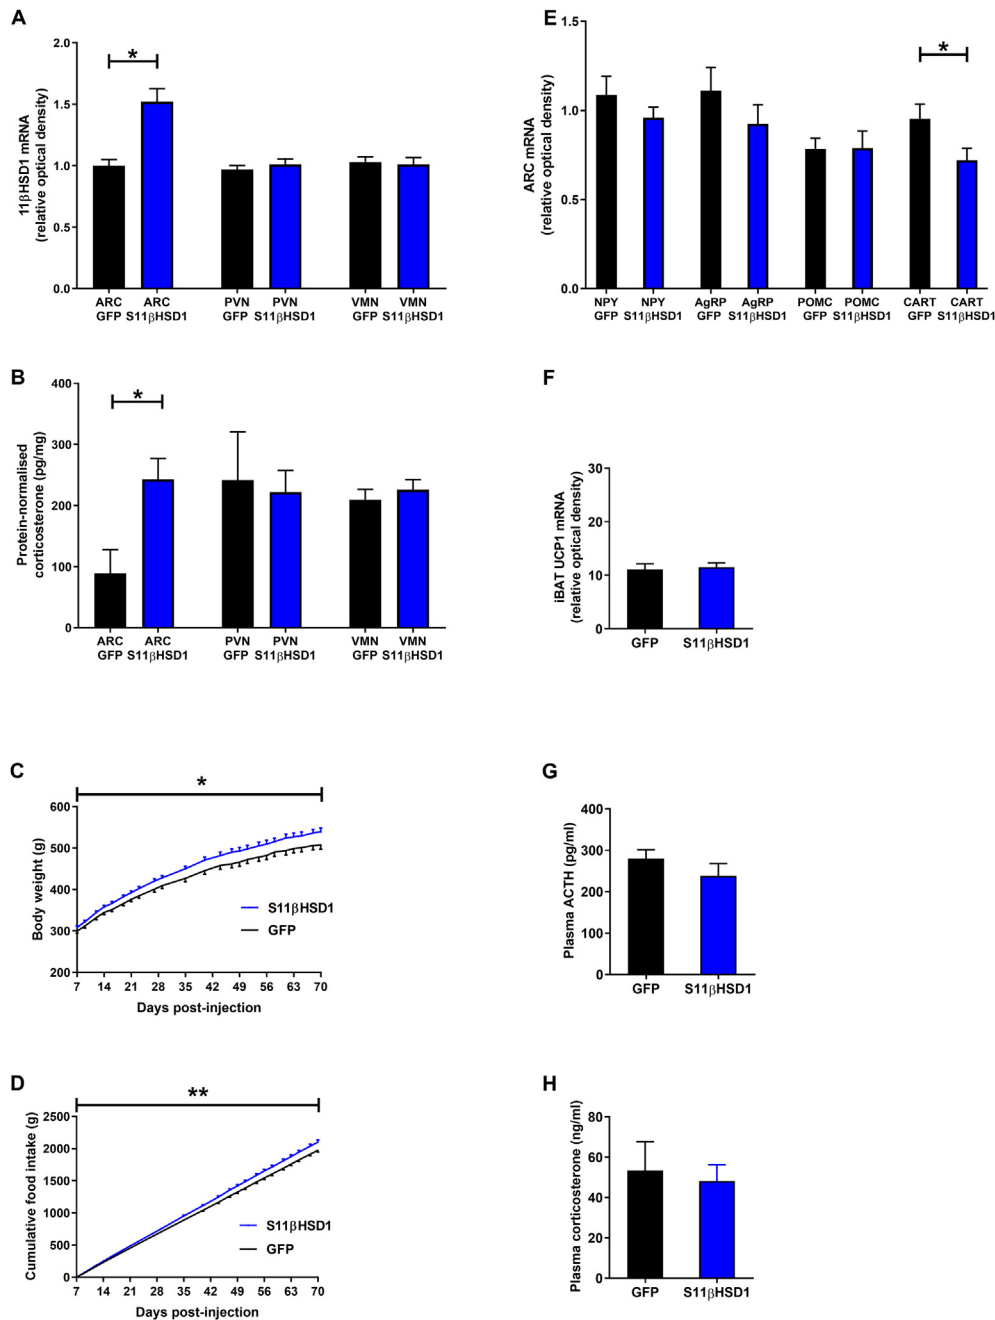 A
11βHSD1 mRNA
(relative optical density)
2.0
1.5
1.0
0.5
0.0
*
ARC ARC PVN PVN VMN VMN
GFP S11βHSD1 GFP S11βHSD1 GFP S11βHSD1
E
ARC mRNA
(relative optical density)
1.5
1.0
0.5
0.0
*
NPY NPY AgRP AgRP POMC POMC CART CART
GFP S11βHSD1 GFP S11βHSD1 GFP S11βHSD1 GFP S11βHSD1
B
Protein-normalised
corticosterone (pg/mg)
400
300
200
100
0
*
ARC ARC PVN PVN VMN VMN
GFP S11βHSD1 GFP S11βHSD1 GFP S11βHSD1
F
iBAT UCP1 mRNA
(relative optical density)
30
20
10
0
GFP S11βHSD1
C
Body weight (g)
600
500
400
300
200
*
S11βHSD1
GFP
7 14 21 28 35 42 49 56 63 70
Days post-injection
G
Plasma ACTH (pg/ml)
400
300
200
100
0
GFP S11βHSD1
D
Cumulative food intake (g)
2500
2000
1500
1000
500
0
**
S11βHSD1
GFP
7 14 21 28 35 42 49 56 63 70
Days post-injection
H
Plasma corticosterone (ng/ml)
80
60
40
20
0
GFP S11βHSD1